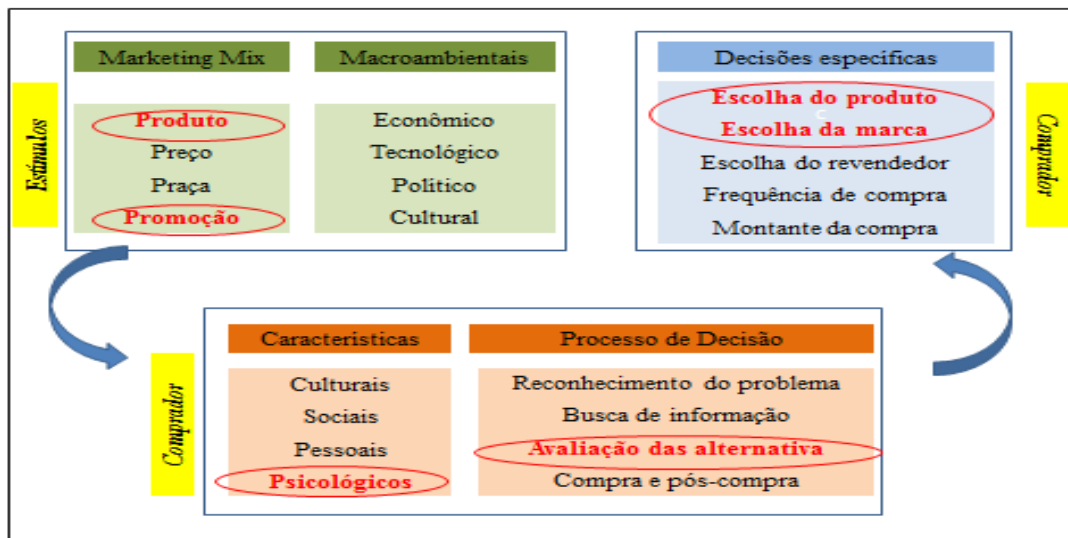 Estímulos
Marketing Mix
Produto
Preço
Praça
Promoção
Macroambientais
Econômico
Tecnológico
Político
Cultural
Decisões específicas
Escolha do produto
c
Escolha da marca
Escolha do revendedor
Frequência de compra
Montante da compra
Comprador
Comprador
Características
Culturais
Sociais
Pessoais
Psicológicos
Processo de Decisão
Reconhecimento do problema
Busca de informação
Avaliação das alternativa
Compra e pós-compra